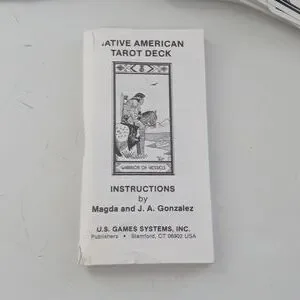 NATIVE AMERICAN
TAROT DECK
WARRIOR OF VESSELS
INSTRUCTIONS
by
Magda and J. A. Gonzalez
U.S. GAMES SYSTEMS, INC.
Publishers • Stamford, CT 06902 USA